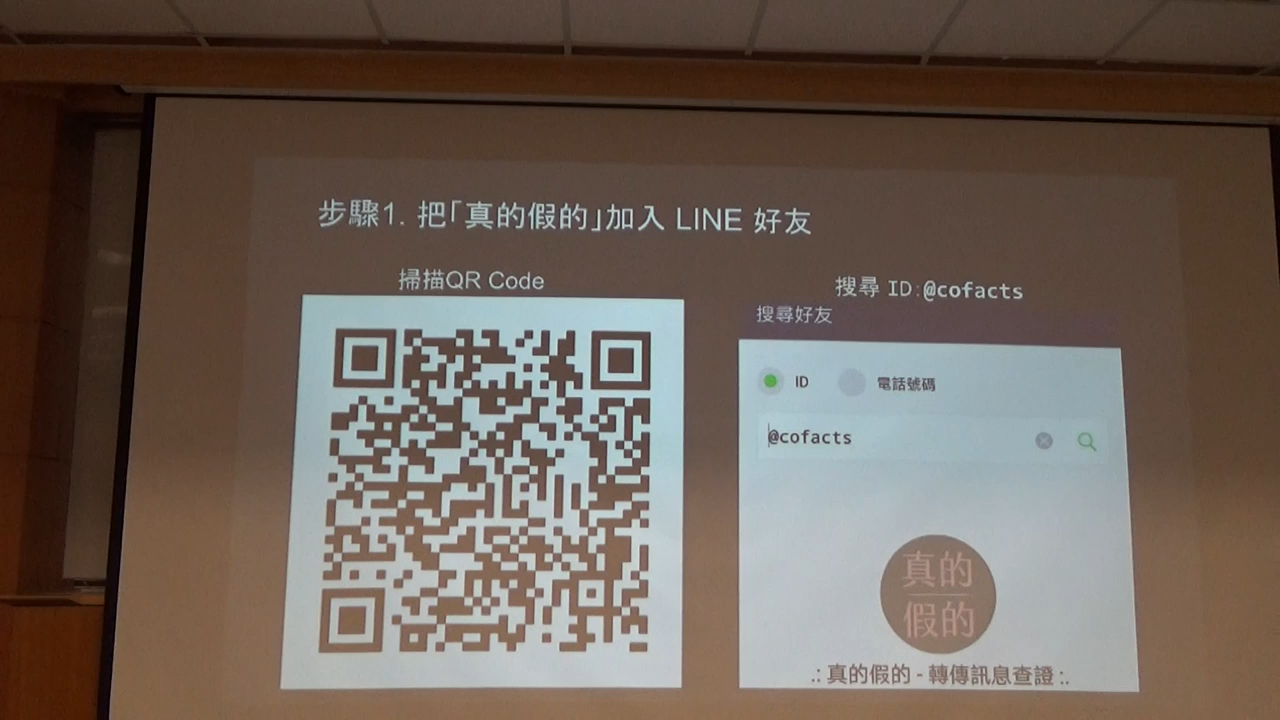 步驟1. 把「真的假的」加入 LINE 好友
掃描QR Code
搜尋 ID:@cofacts
搜尋好友
ID
電話號碼
@cofacts
真的
假的
.: 真的假的 - 轉傳訊息查證 :.